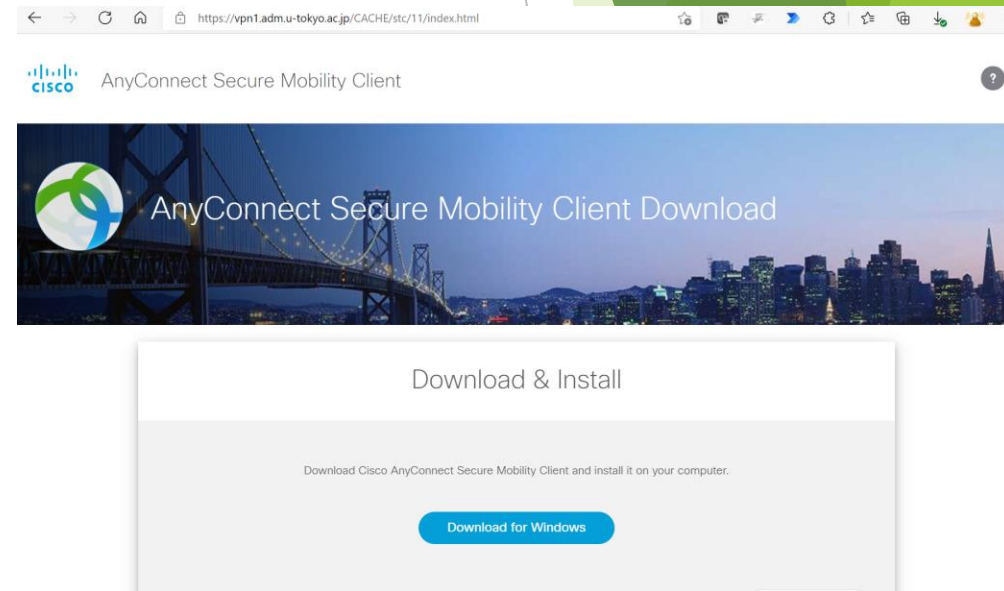 https://vpn1.adm.u-tokyo.ac.jp/CACHE/stc/11/index.html
CISCO AnyConnect Secure Mobility Client ?
AnyConnect Secure Mobility Client Download
Download & Install
Download Cisco AnyConnect Secure Mobility Client and install it on your computer.
Download for Windows